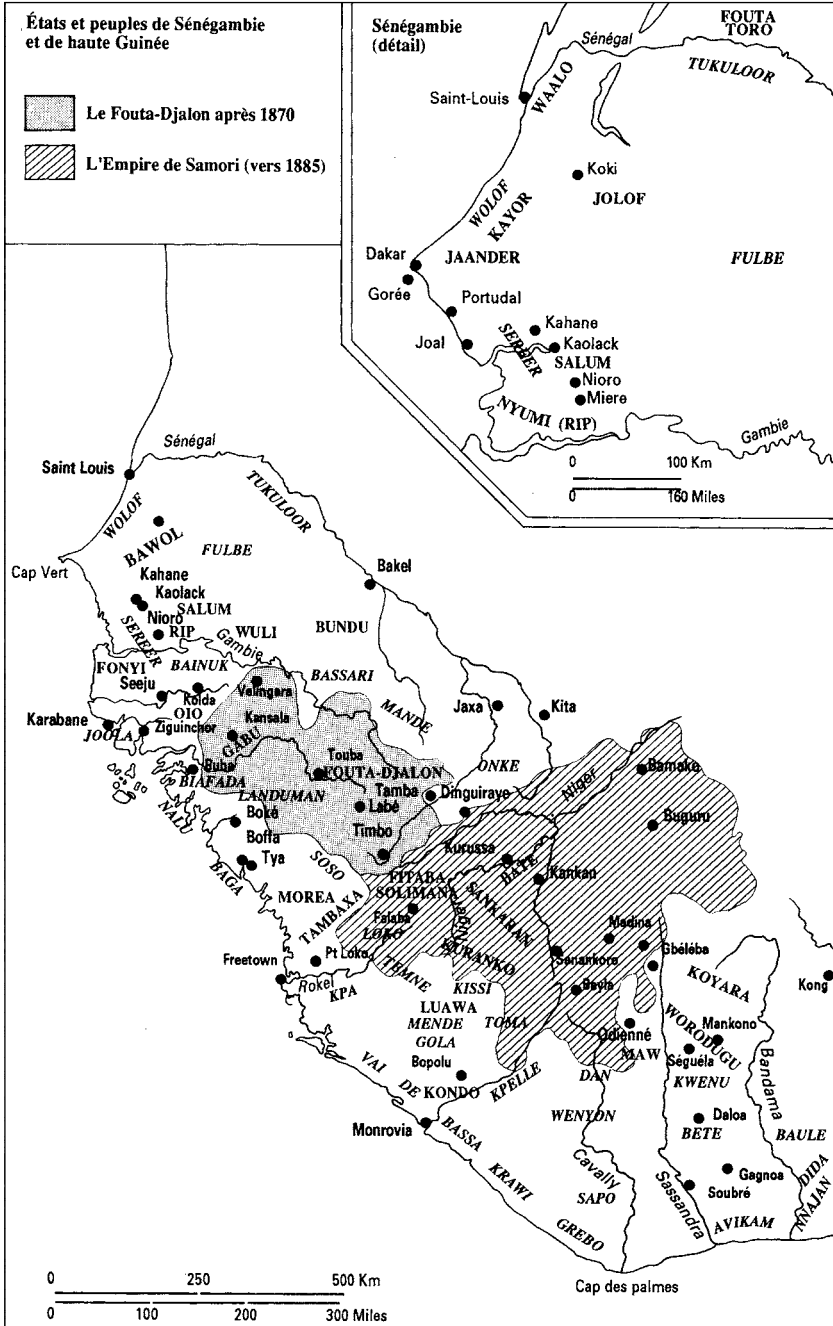 États et peuples de Sénégambie
et de haute Guinée
Le Fouta-Djalon après 1870
L'Empire de Samori (vers 1885)
Sénégambie
(détail)
Sénégal
FOUTA
TORO
TUKULOOR
Saint-Louis
WAALO
Koki
JOLOF
WOLOF
KAYOR
Dakar
JAANDER
Gorée
FULBE
Portudal
Kahane
Joal
SEREER
Kaolack
SALUM
Nioro
Miere
NYUMI (RIP)
Gambie
0 100 Km
0 160 Miles
Sénégal
Saint Louis
WOLOF
TUKULOOR
BAWOL
FULBE
Cap Vert
Bakel
Kahane
Kaolack
SALUM
Nioro
SEREER
RIP
WULI
BUNDU
Gambie
FONYI
BAINUK
BASSARI
Seeju
Kolda
Velingara
MANDE
Jaxa
Kita
OIO
Kansala
Karabane
JOOLA
Ziguinchor
GABU
Buba
BIAFADA
Touba
FOUTA-DJALON
ONKE
Niger
Bamake
LANDUMAN
Tamba
Labé
Dinguiraye
NALU
Boké
Boffa
Timbo
Buguru
Tya
SOSO
Kurussa
BATE
Kankan
BAGA
MOREA
FITABA
SOLIMAN
SANKARAN
Niger
TAMBAXA
Falaba
LOKO
Madina
KURANKO
Senankoro
Gbéléba
Freetown
Pt Loko
Rokel
TEMNE
KOYARA
Kong
KPA
KISSI
Beyla
LUAWA
MENDE
TOMA
Odienné
WORODUGU
Mankono
GOLA
MAW
Séguéla
Bandama
Bopolu
VAI
DE
KONDO
KPELLE
DAN
KWENU
WENYON
Daloa
Monrovia
BASSA
BETE
BAULE
KRAWI
Cavally
SAPO
Sassandra
Gagnoa
Soubré
DIDA
NNAJAN
GREBO
AVIKAM
Cap des palmes
0 250 500 Km
0 100 200 300 Miles